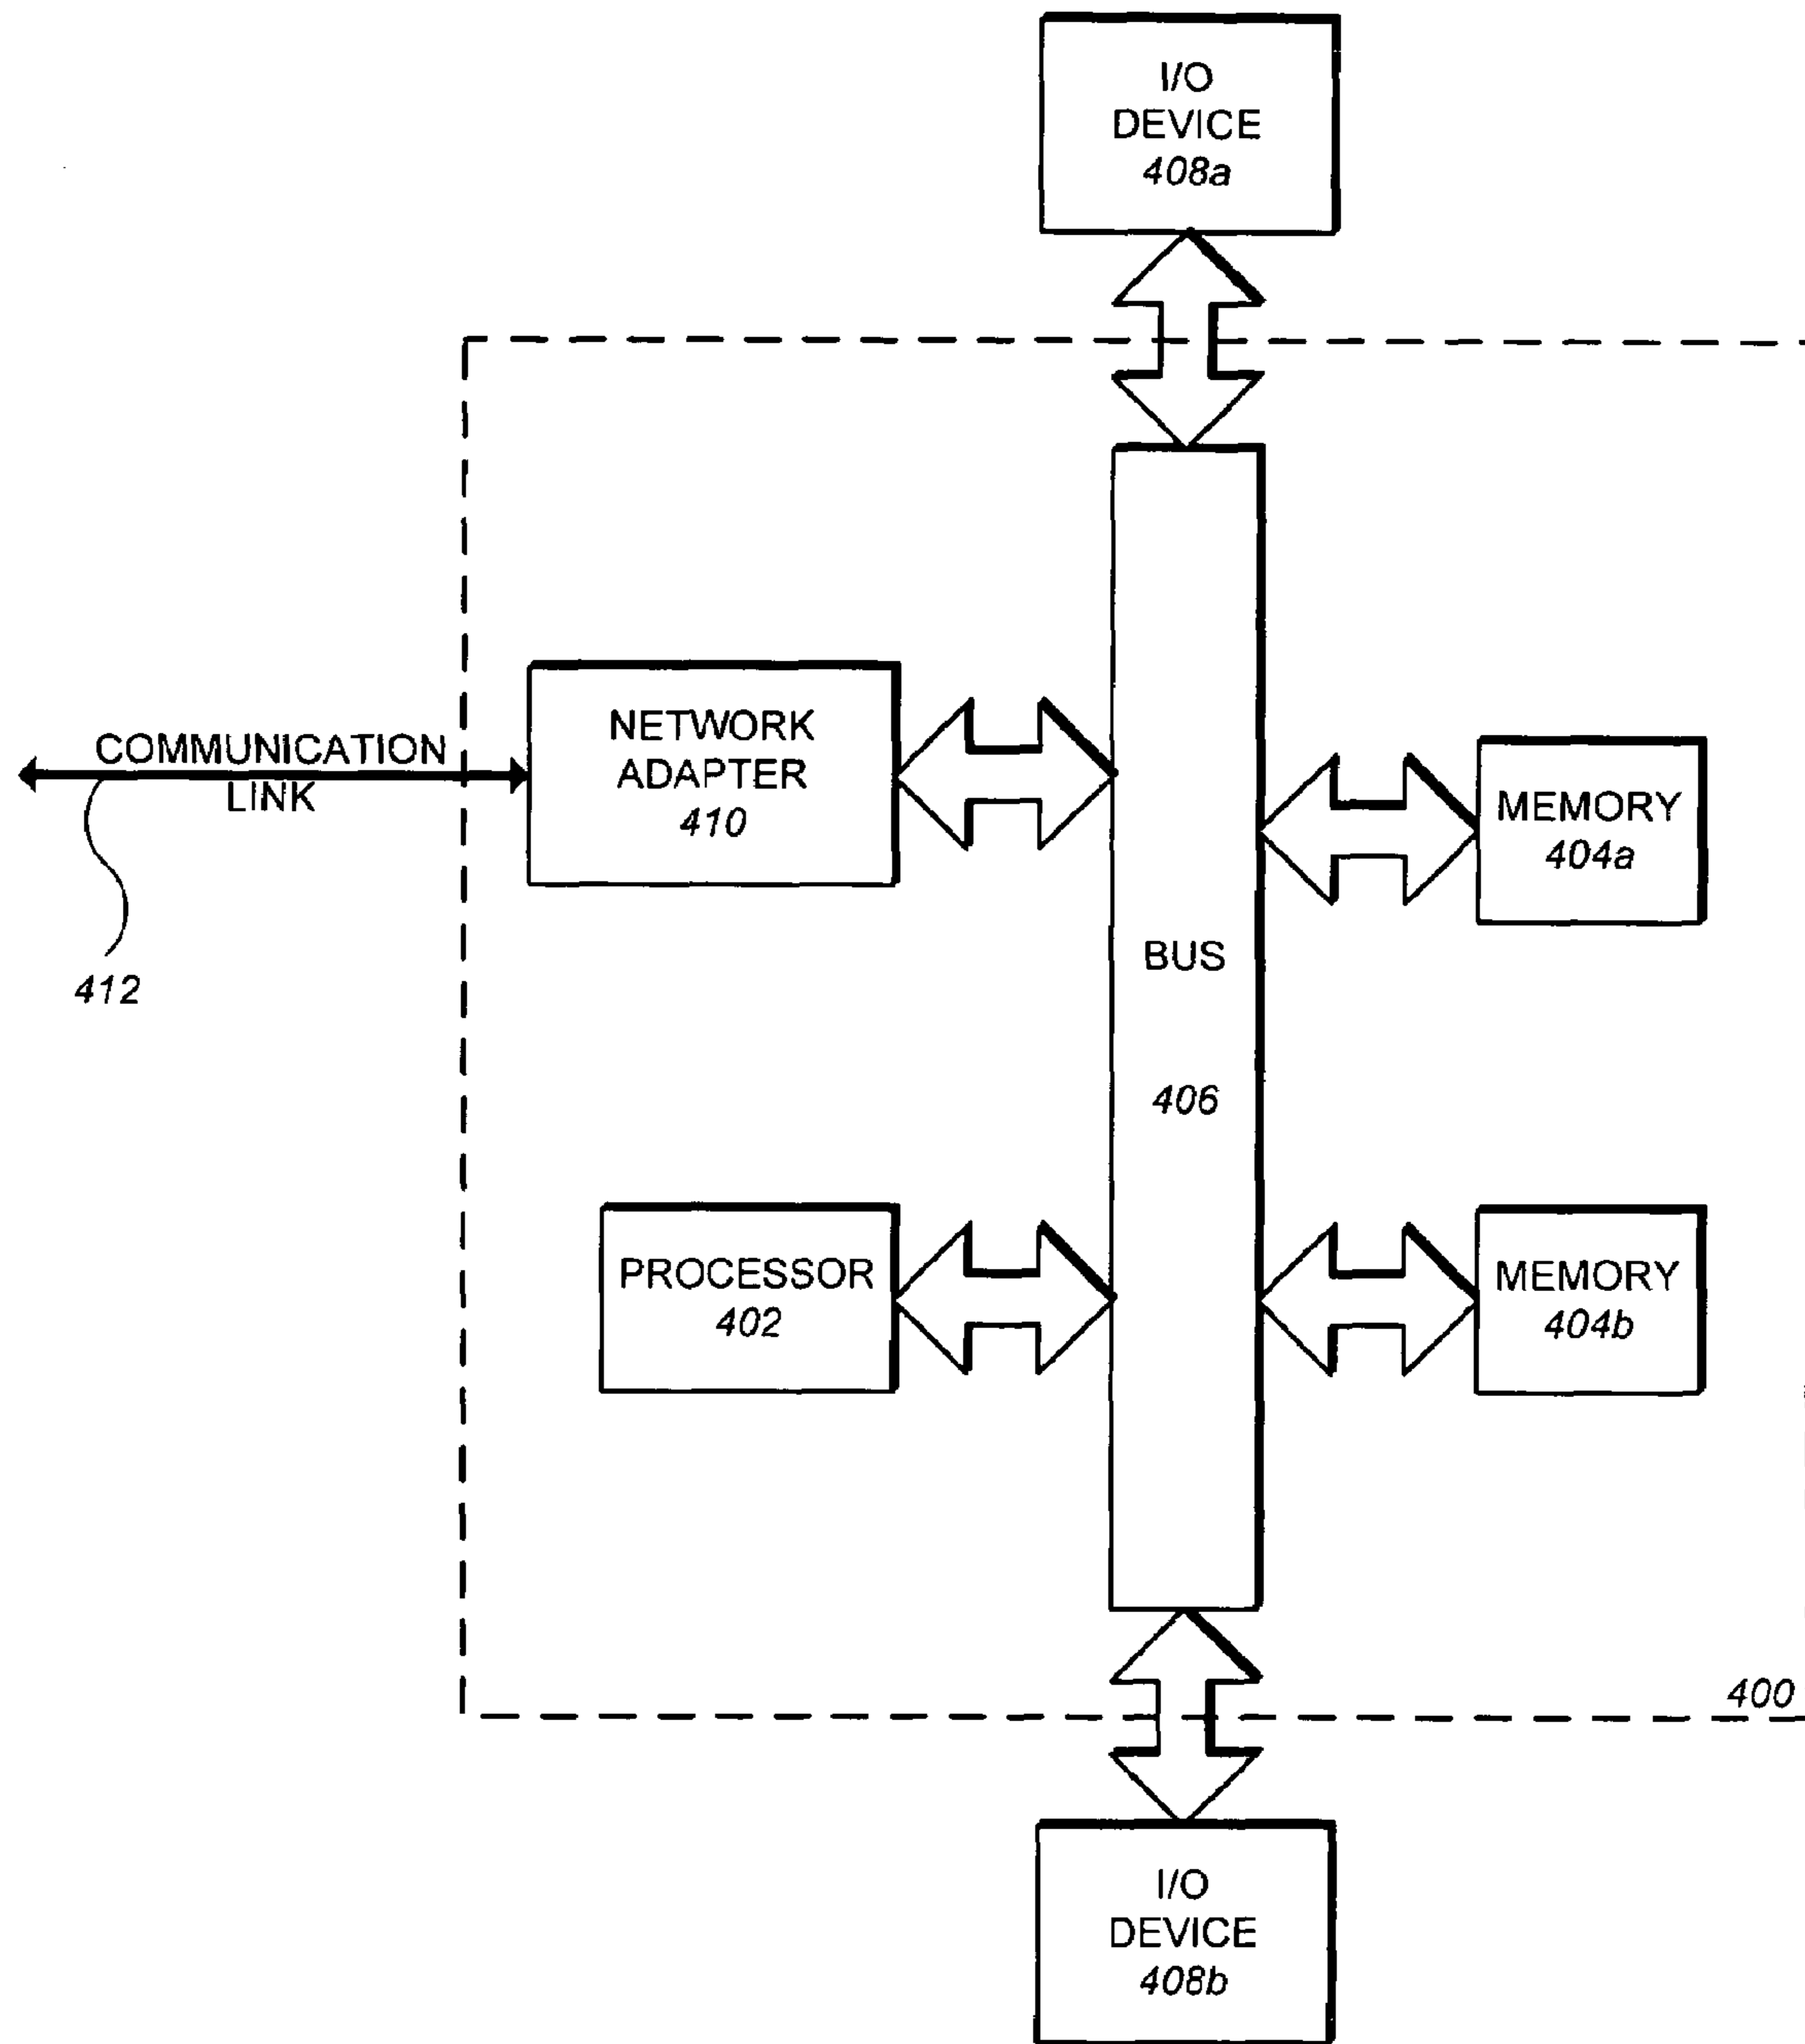 I/O
DEVICE
408a
NETWORK
ADAPTER
410
COMMUNICATION
LINK
412
MEMORY
404a
BUS
406
PROCESSOR
402
MEMORY
404b
400
I/O
DEVICE
408b